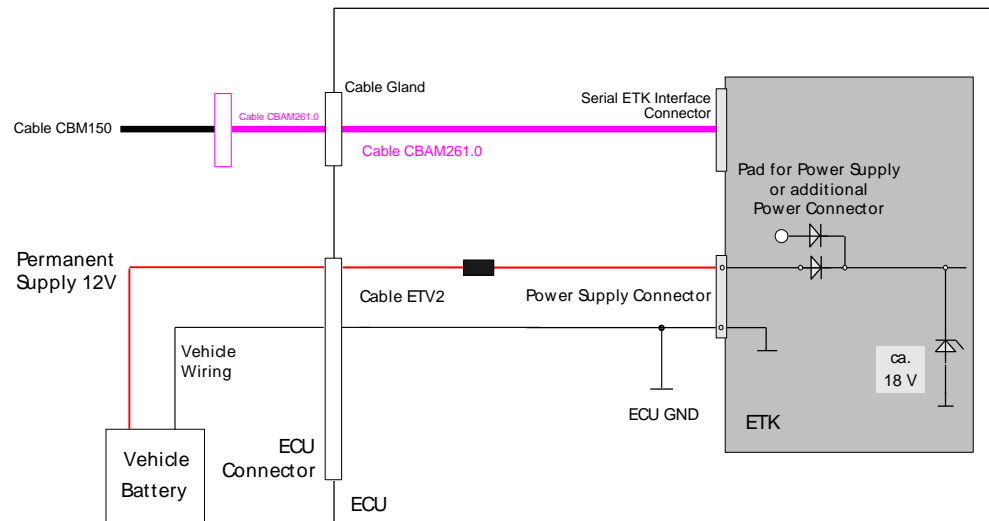 Cable Gland
Serial ETK Interface
Connector
Cable CBM150
Cable CBAM261.0
Cable CBAM261.0
Pad for Power Supply
or additional
Power Connector
Permanent
Supply 12V
Cable ETV2
Power Supply Connector
Vehicle
Wiring
ca.
18 V
ECU GND
ETK
ECU
Connector
Vehicle
Battery
ECU